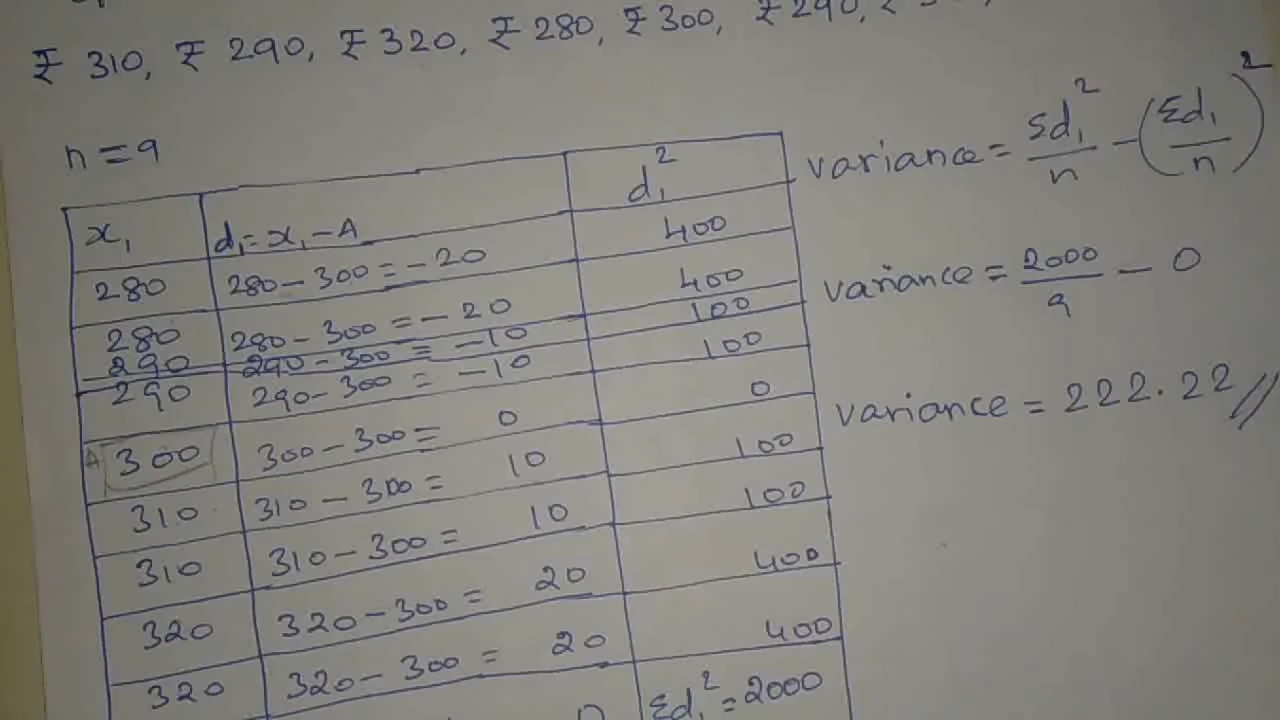 ₹ 310, ₹ 290, ₹ 320, ₹ 280, ₹ 300, ₹ 290, ₹
n = 9
x₁ d₁ = x₁ - A d₁²
280 280 - 300 = - 20 400
280 280 - 300 = - 20 400
290 290 - 300 = - 10 100
290 290 - 300 = - 10 100
A 300 300 - 300 = 0 0
310 310 - 300 = 10 100
310 310 - 300 = 10 100
320 320 - 300 = 20 400
320 320 - 300 = 20 400
0 Σd₁² = 2000
variance = Σd₁²/n - (Σd₁/n)²
variance = 2000/9 - 0
variance = 222.22 //